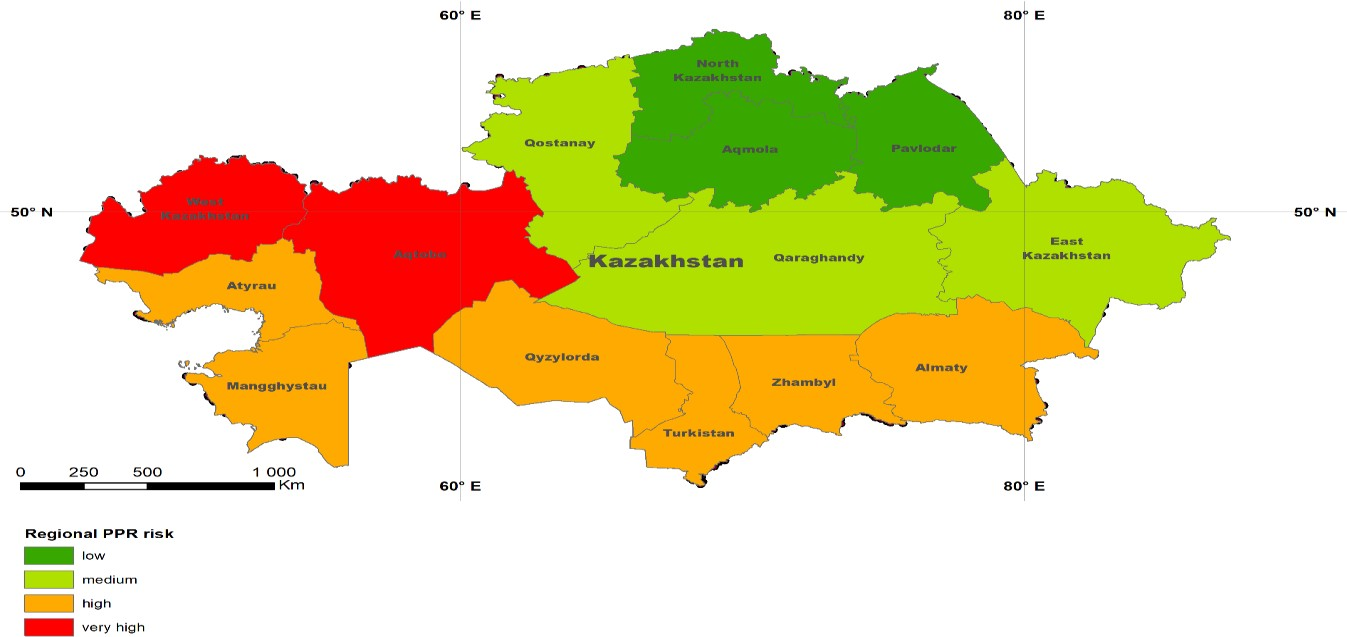 60° E
80° E
North
Kazakhstan
Qostanay
Aqmola
Pavlodar
50° N
West
Kazakhstan
50° N
Aqtobe
Kazakhstan
Qaraghandy
East
Kazakhstan
Atyrau
Mangghystau
Qyzylorda
Zhambyl
Almaty
Turkistan
0 250 500 1 000
Km
60° E
80° E
Regional PPR risk
low
medium
high
very high